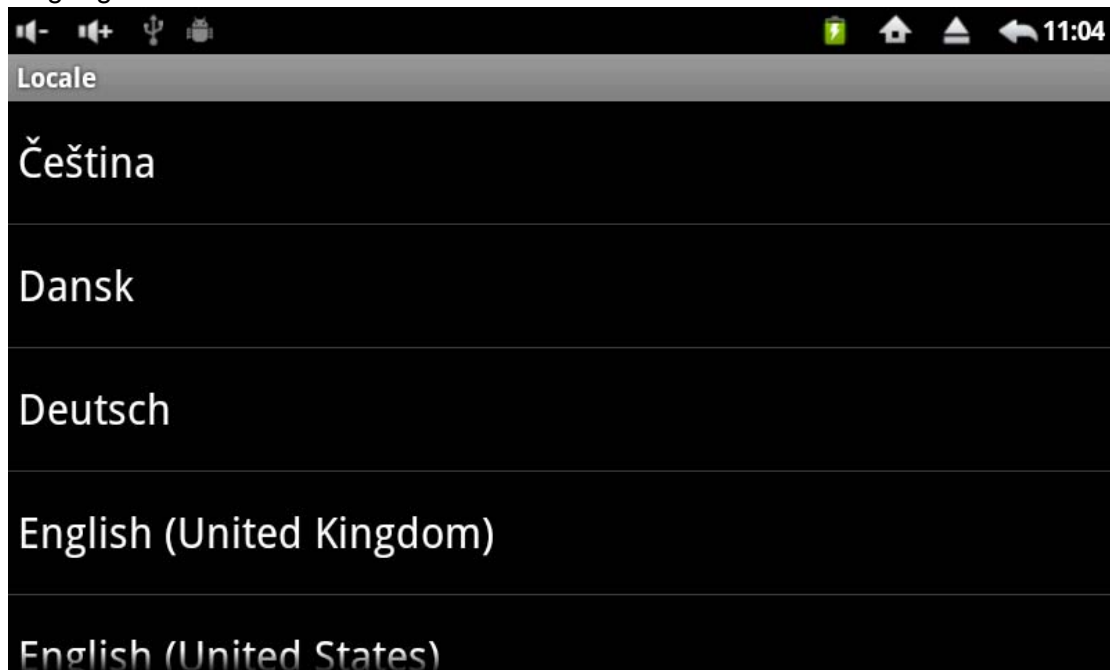 11:04
Locale
Čeština
Dansk
Deutsch
English (United Kingdom)
English (United States)